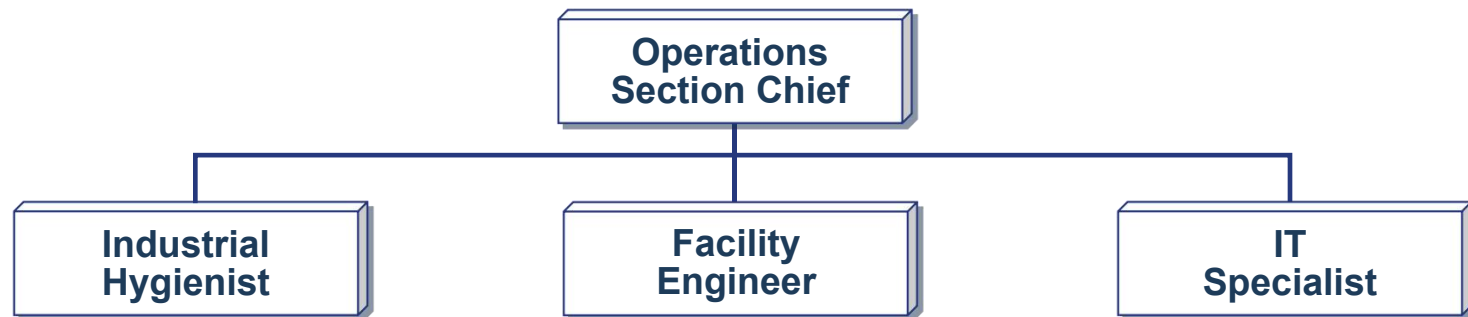 Operations
Section Chief
Industrial
Hygienist
Facility
Engineer
IT
Specialist